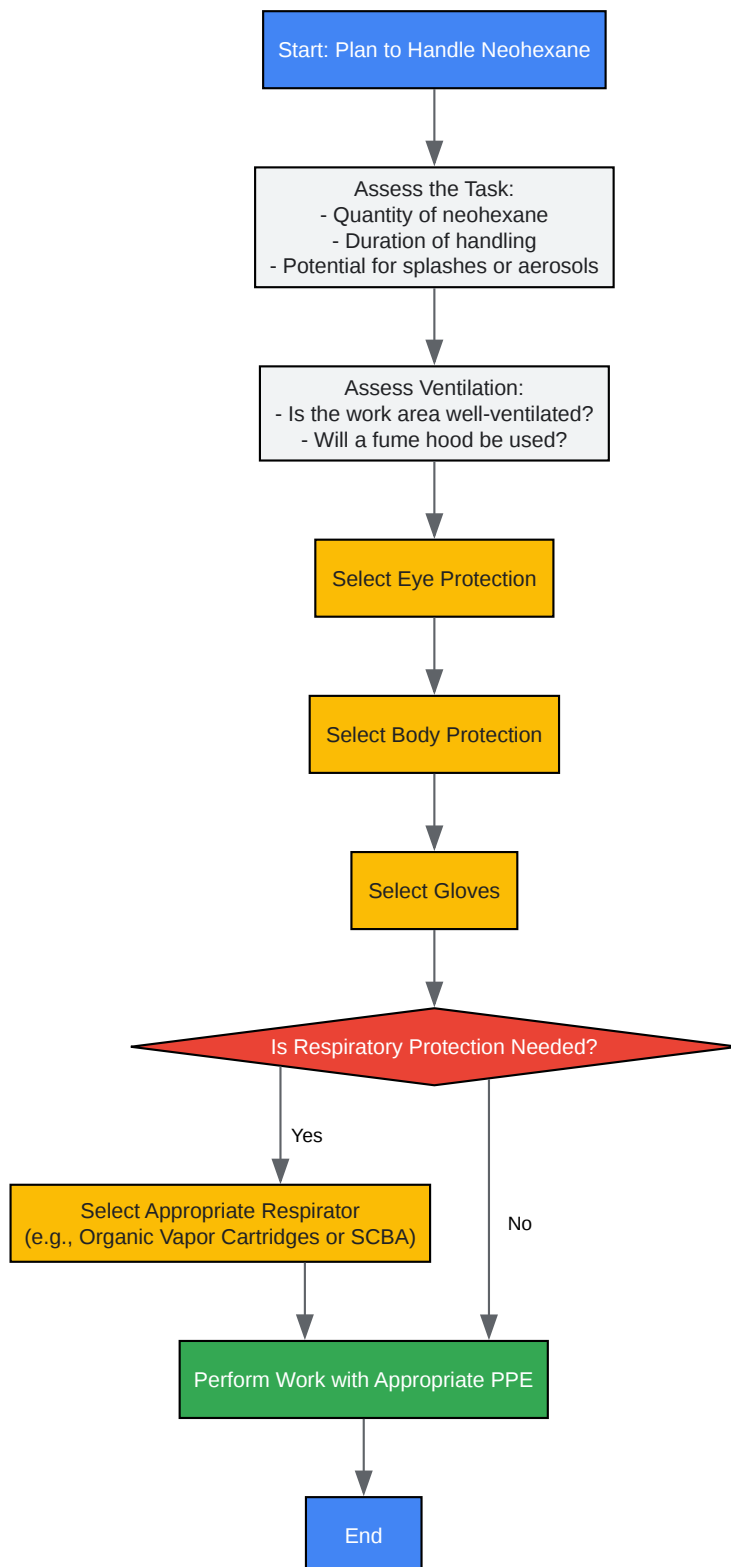 Start: Plan to Handle Neohexane
Assess the Task:
- Quantity of neohexane
- Duration of handling
- Potential for splashes or aerosols
Assess Ventilation:
- Is the work area well-ventilated?
- Will a fume hood be used?
Select Eye Protection
Select Body Protection
Select Gloves
Is Respiratory Protection Needed?
Yes
Select Appropriate Respirator
(e.g., Organic Vapor Cartridges or SCBA)
No
Perform Work with Appropriate PPE
End